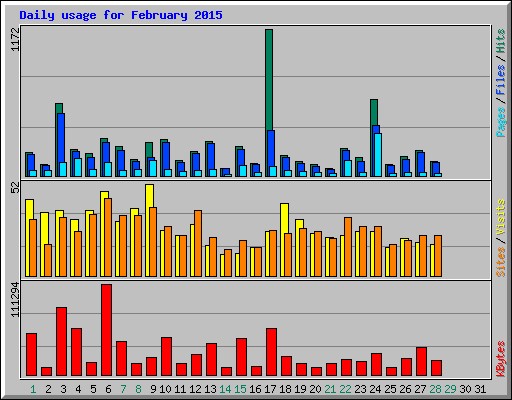 Daily usage for February 2015
1172
Pages / Files / Hits
52
Sites / Visits
111294
KBytes
1 2 3 4 5 6 7 8 9 10 11 12 13 14 15 16 17 18 19 20 21 22 23 24 25 26 27 28 29 30 31